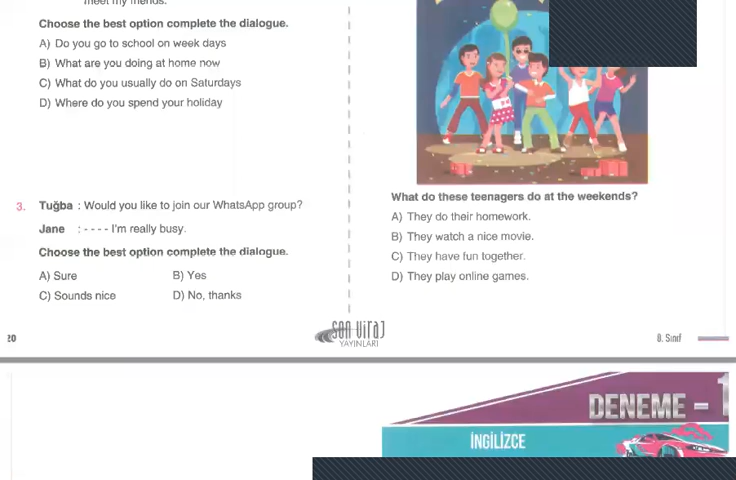 meet my friends.
Choose the best option complete the dialogue.
A) Do you go to school on week days
B) What are you doing at home now
C) What do you usually do on Saturdays
D) Where do you spend your holiday
3. Tuğba : Would you like to join our WhatsApp group?
Jane : - - - - I'm really busy.
Choose the best option complete the dialogue.
A) Sure
B) Yes
C) Sounds nice
D) No, thanks
What do these teenagers do at the weekends?
A) They do their homework.
B) They watch a nice movie.
C) They have fun together.
D) They play online games.
20
son viraj
YAYINLARI
8. Sınıf
DENEME - 1
İNGİLİZCE